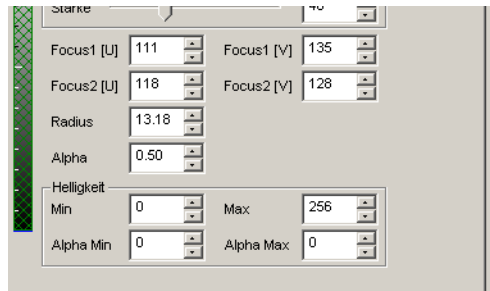 Stärke 40
Focus1 [U] 111 Focus1 [V] 135
Focus2 [U] 118 Focus2 [V] 128
Radius 13.18
Alpha 0.50
Helligkeit
Min 0 Max 256
Alpha Min 0 Alpha Max 0